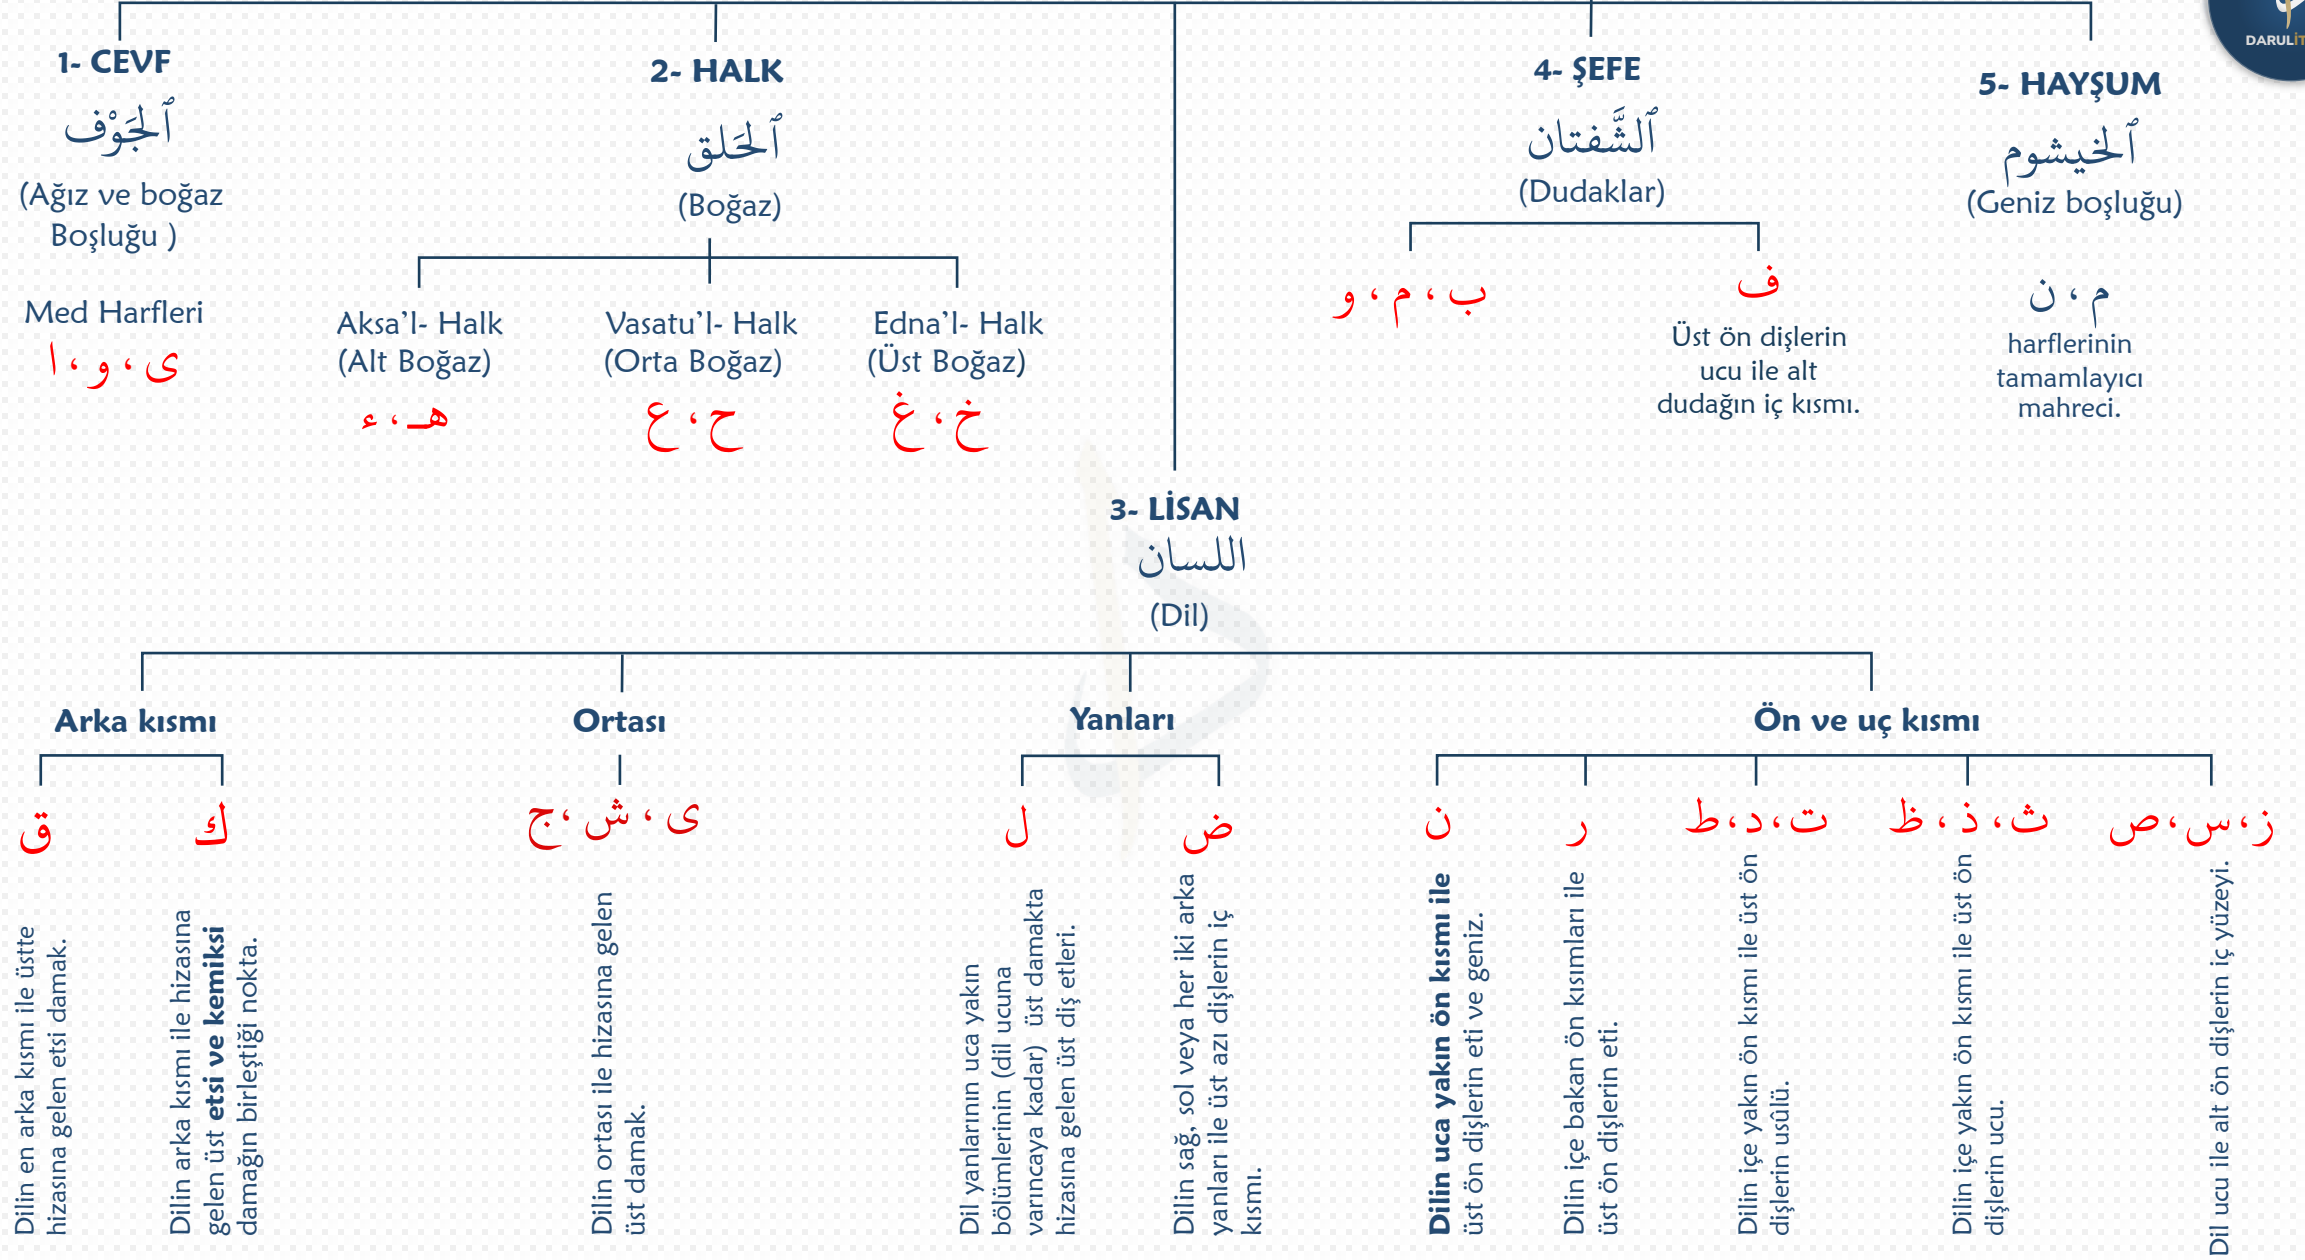 DARULİT
1- CEVF
ٱلْجَوْف
(Ağız ve boğaz
Boşluğu )
Med Harfleri
ى، و، ا
2- HALK
ٱلْحَلق
(Boğaz)
Aksa’l- Halk
(Alt Boğaz)
هـ، ء
Vasatu’l- Halk
(Orta Boğaz)
ح، ع
Edna’l- Halk
(Üst Boğaz)
خ، غ
4- ŞEFE
ٱلشَّفتان
(Dudaklar)
ب، م، و
ف
Üst ön dişlerin
ucu ile alt
dudağın iç kısmı.
5- HAYŞUM
ٱلخيشوم
(Geniz boşluğu)
م، ن
harflerinin
tamamlayıcı
mahreci.
3- LİSAN
اللسان
(Dil)
Arka kısmı
ق
Dilin en arka kısmı ile üstte
hizasına gelen etsi damak.
ك
Dilin arka kısmı ille hizasına
gelen üst etsi ve kemiksi
damağın birleştiği nokta.
Ortası
ى، ش، ج
Dilin ortası ile hizasına gelen
üst damak.
Yanları
ل
Dil yanlarının uca yakın
bölümlerinin (dil ucuna
varıncaya kadar) üst damakta
hizasına gelen üst diş etleri.
ض
Dilin sağ, sol veya her iki arka
yanları ile üst azı dişlerin iç
kısmı.
Ön ve uç kısmı
ن
Dilin uca yakın ön kısmı ile
üst ön dişlerin eti ve geniz.
ر
Dilin içe bakan ön kısımları ile
üst ön dişlerin eti.
ت، د، ط
Dilin içe yakın ön kısmı ile üst ön
dişlerin usûlü.
ث، ذ، ظ
Dilin içe yakın ön kısmı ile üst ön
dişlerin ucu.
ز، س، ص
Dil ucu ile alt ön dişlerin iç yüzeyi.